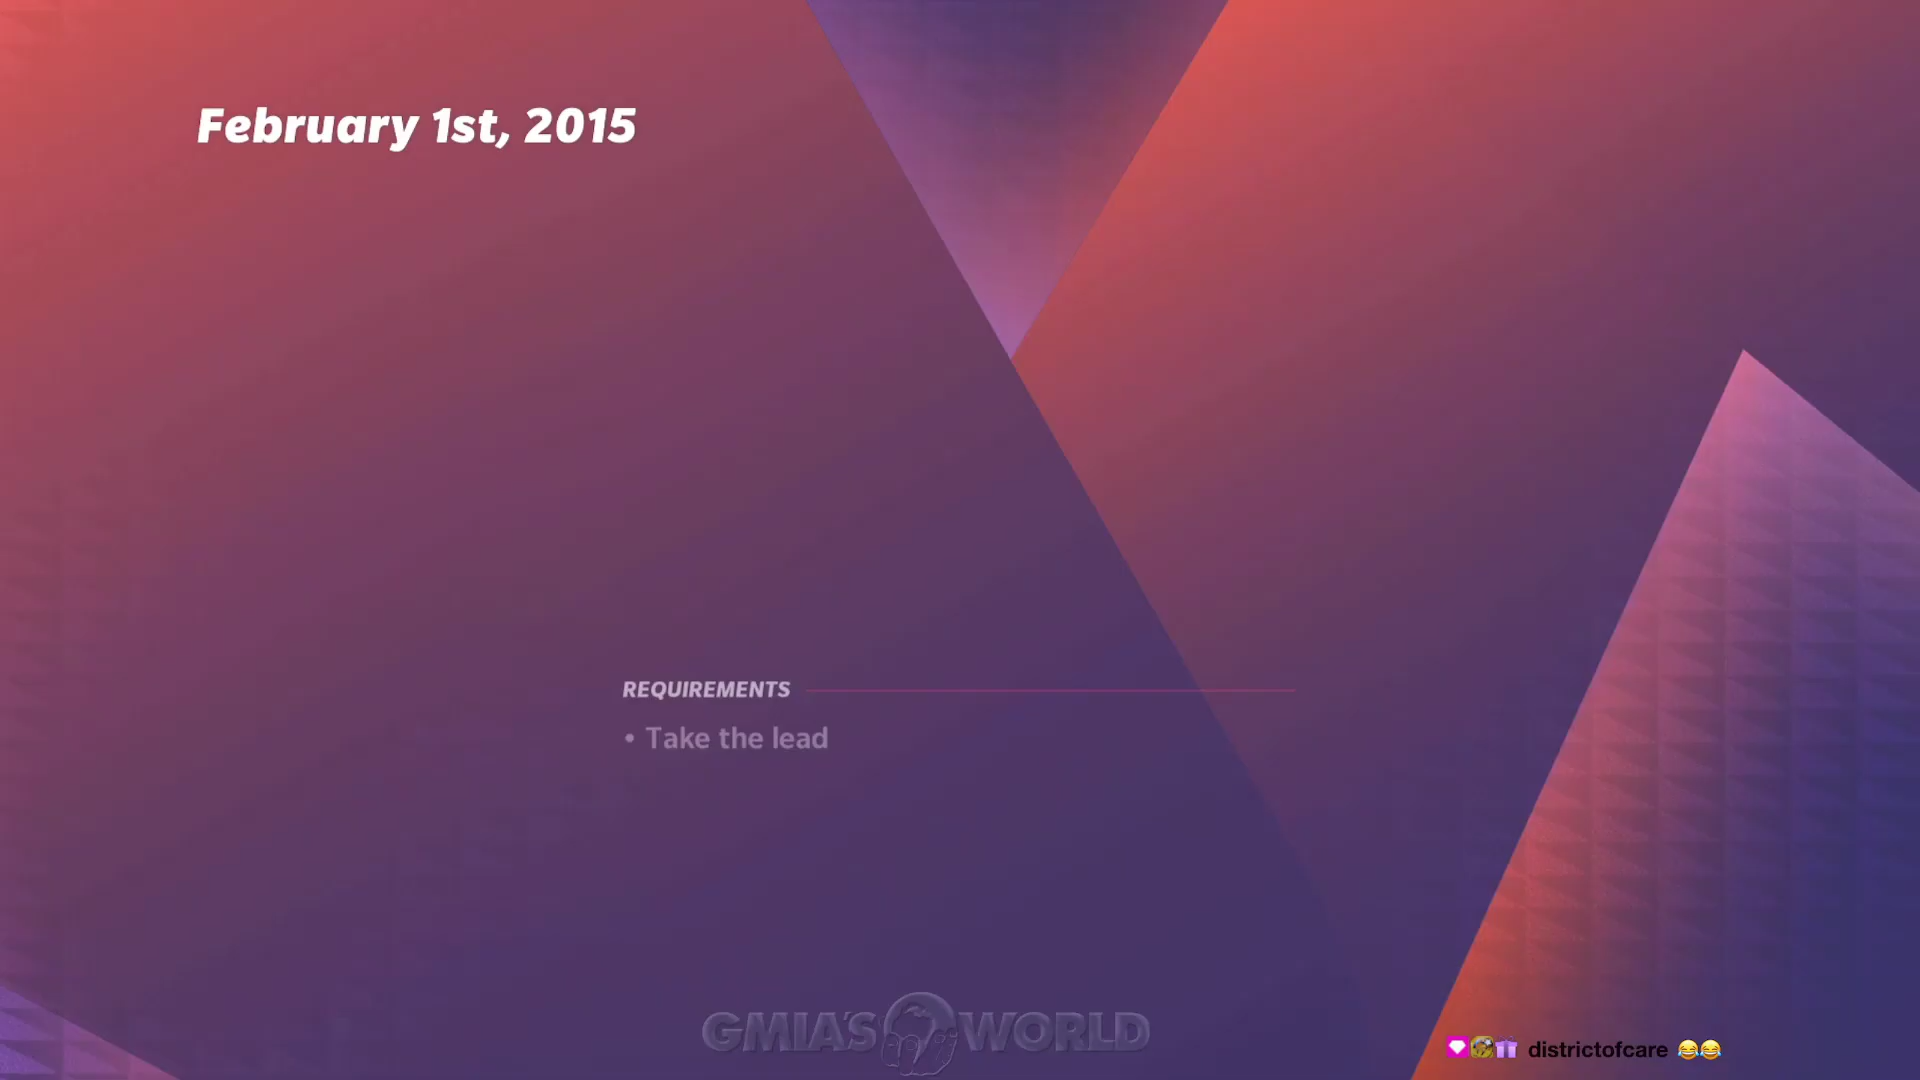 February 1st, 2015
REQUIREMENTS
• Take the lead
GMIA'S WORLD
districtofcare 😂😂